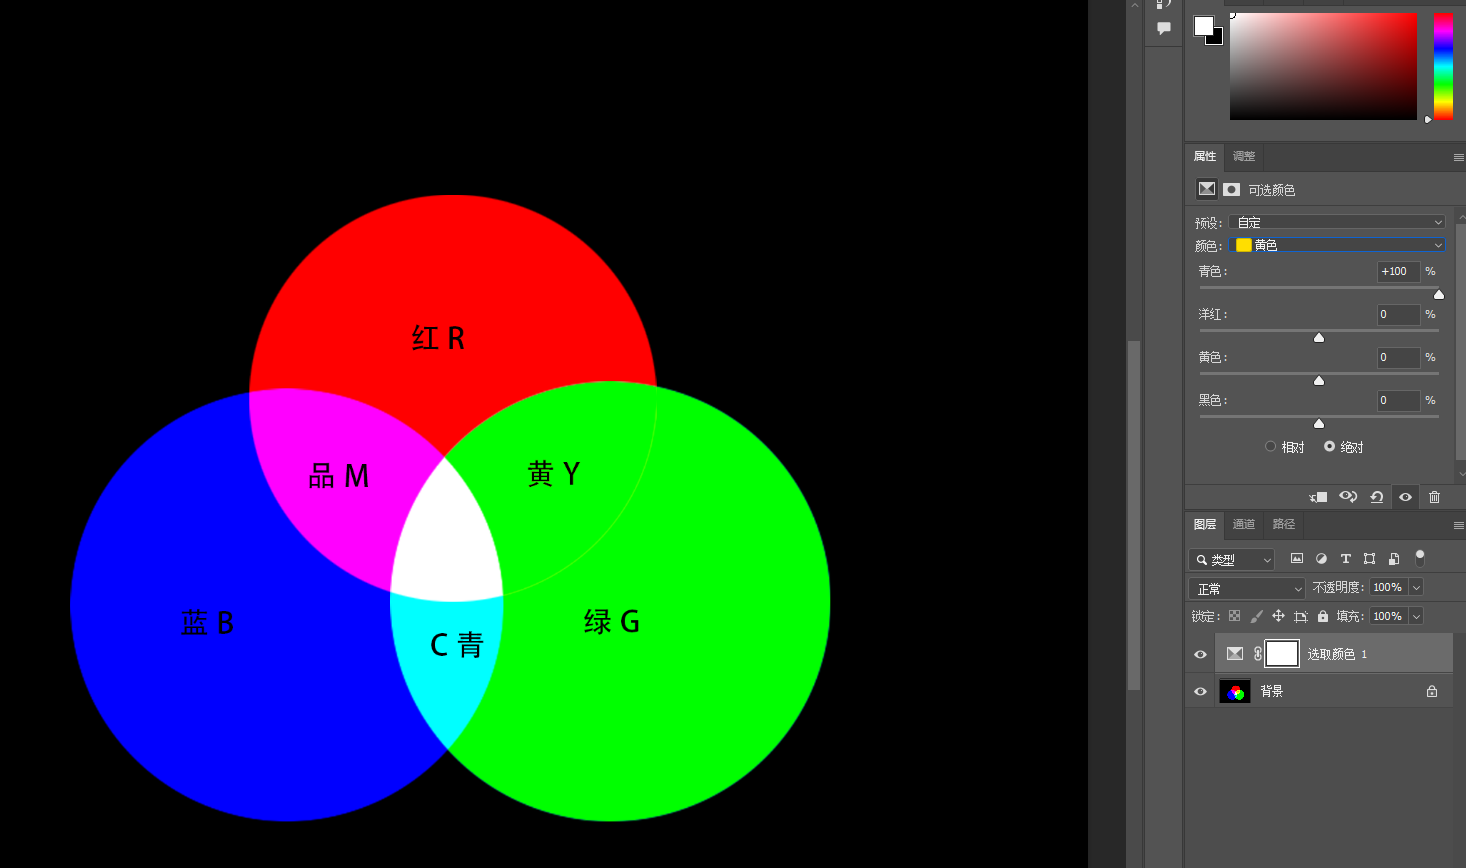 红 R
品 M
黄 Y
蓝 B
绿 G
C 青
属性 调整
可选颜色
预设: 自定
颜色: 黄色
青色: +100 %
洋红: 0 %
黄色: 0 %
黑色: 0 %
相对 绝对
图层 通道 路径
类型
正常 不透明度: 100%
锁定: 填充: 100%
选取颜色 1
背景